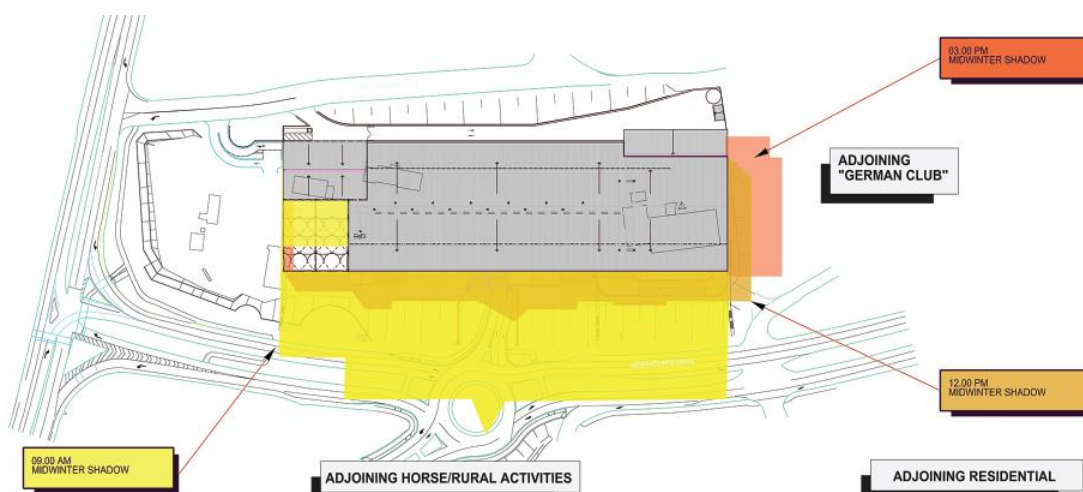 03.00 PM
MIDWINTER SHADOW
ADJOINING
"GERMAN CLUB"
12.00 PM
MIDWINTER SHADOW
09.00 AM
MIDWINTER SHADOW
ADJOINING HORSE/RURAL ACTIVITIES
ADJOINING RESIDENTIAL